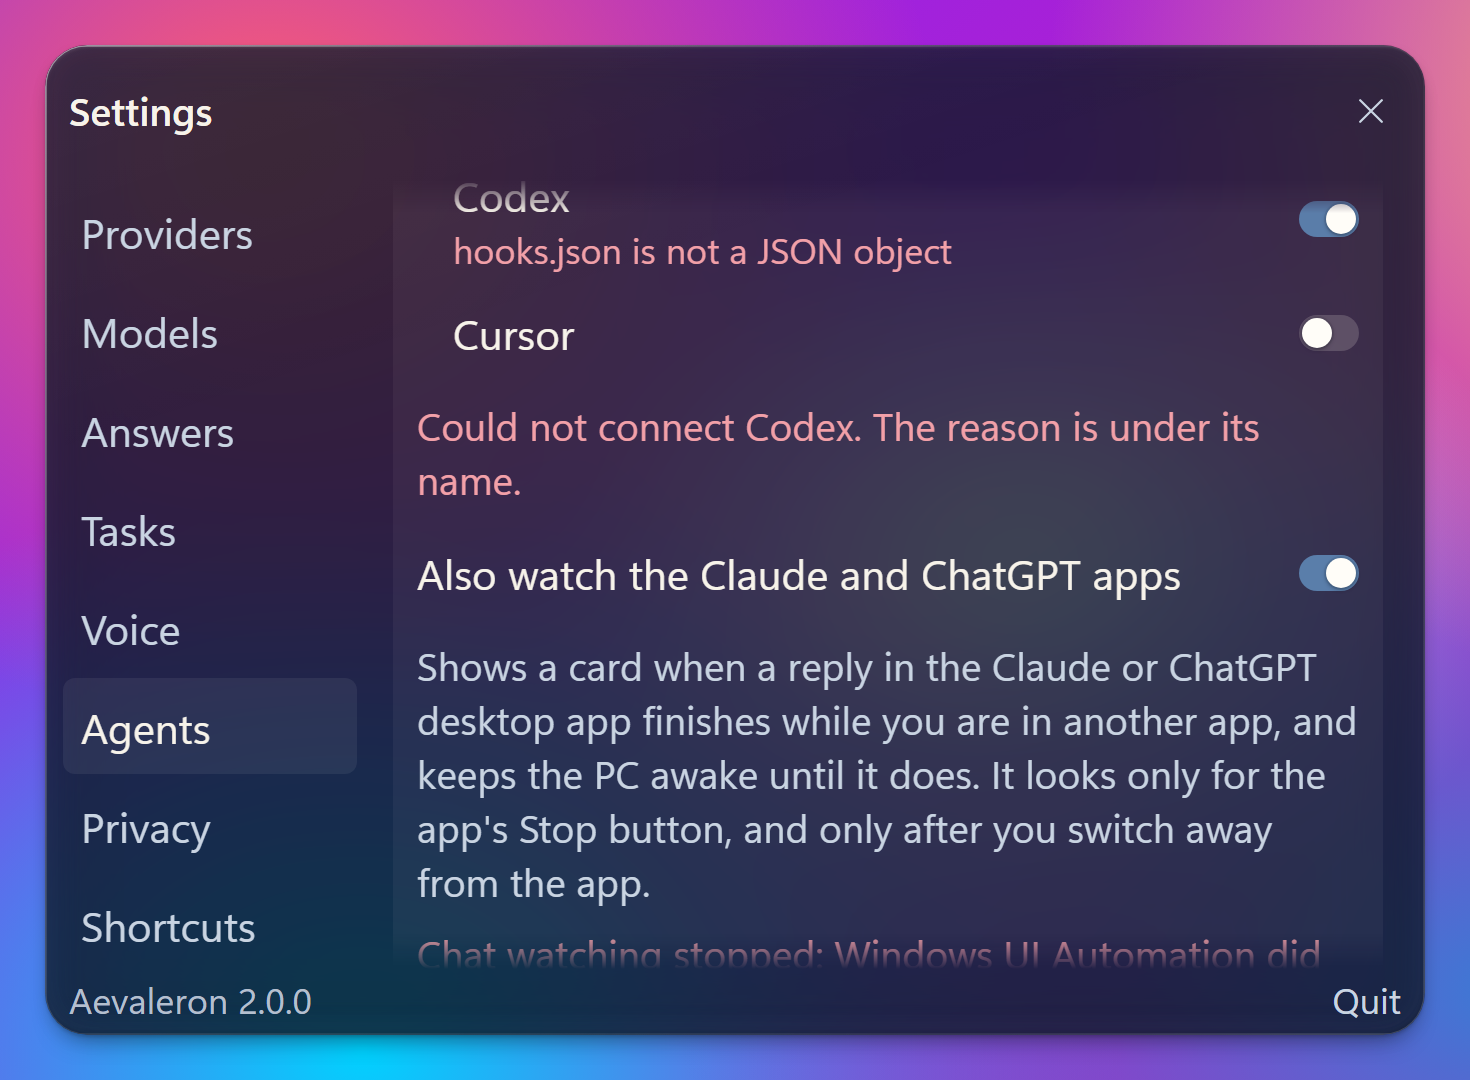 Settings
Providers
Models
Answers
Tasks
Voice
Agents
Privacy
Shortcuts
Codex
hooks.json is not a JSON object
Cursor
Could not connect Codex. The reason is under its
name.
Also watch the Claude and ChatGPT apps
Shows a card when a reply in the Claude or ChatGPT
desktop app finishes while you are in another app, and
keeps the PC awake until it does. It looks only for the
app's Stop button, and only after you switch away
from the app.
Chat watching stopped: Windows UI Automation did
Aevaleron 2.0.0
Quit